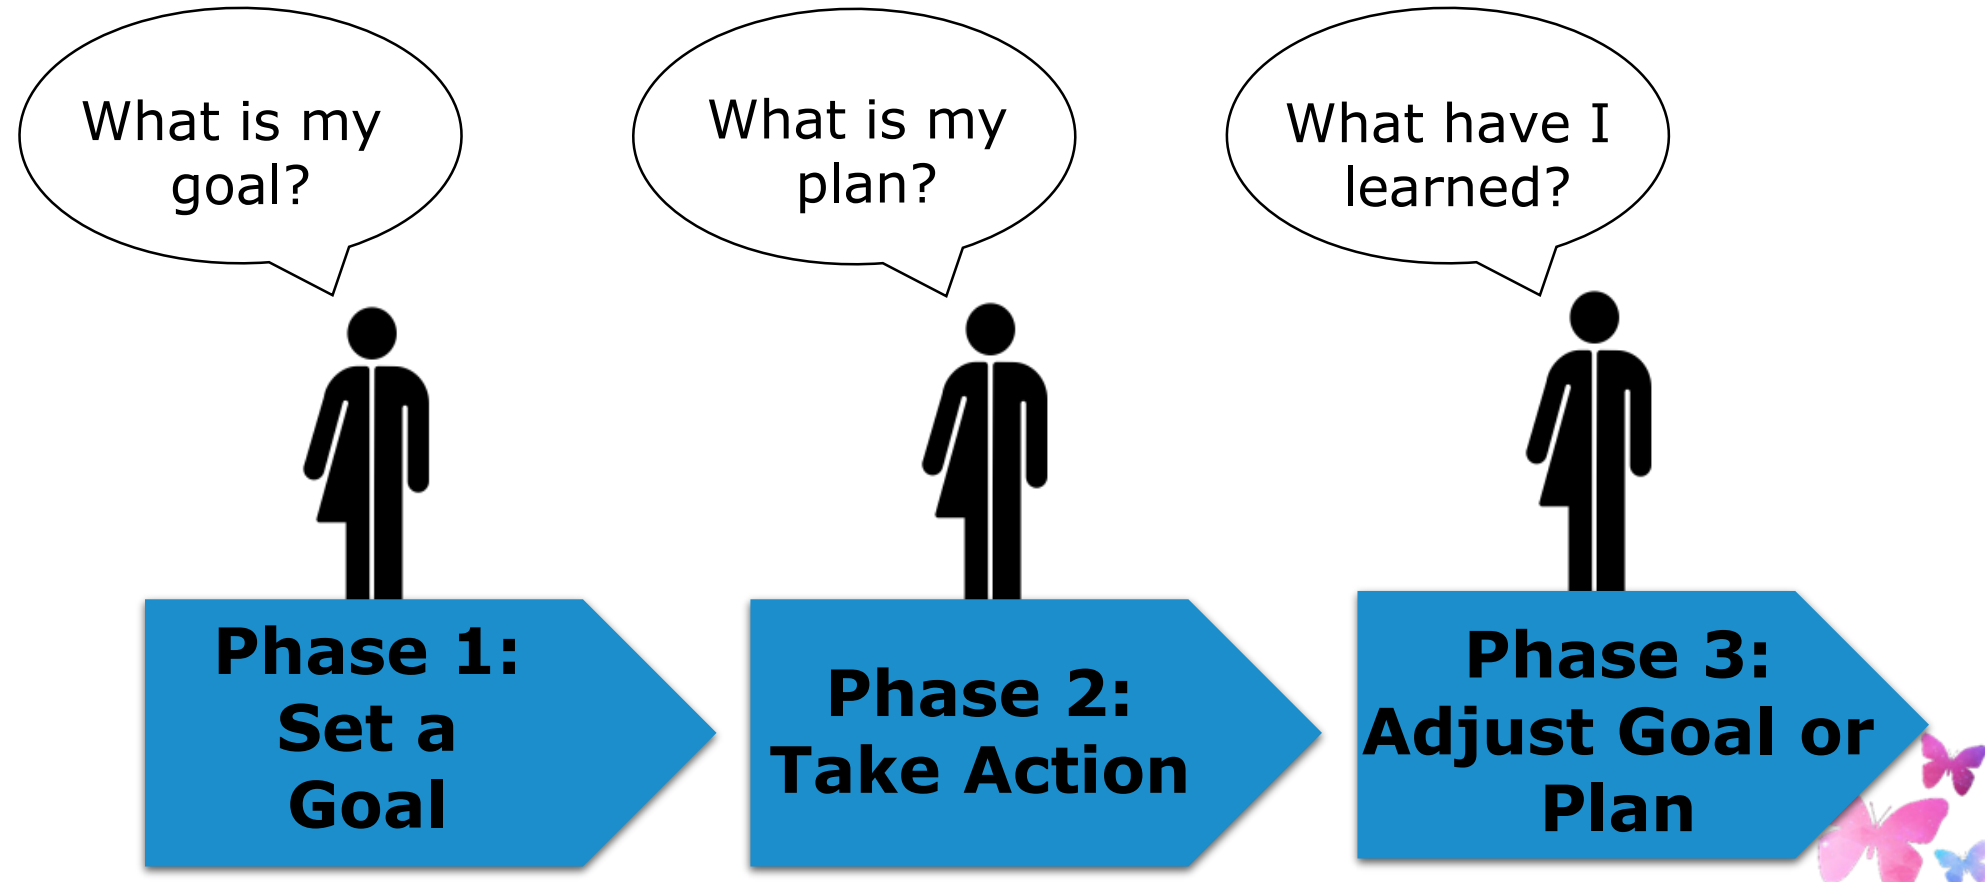 What is my
goal?
What is my
plan?
What have I
learned?
Phase 1:
Set a
Goal
Phase 2:
Take Action
Phase 3:
Adjust Goal or
Plan